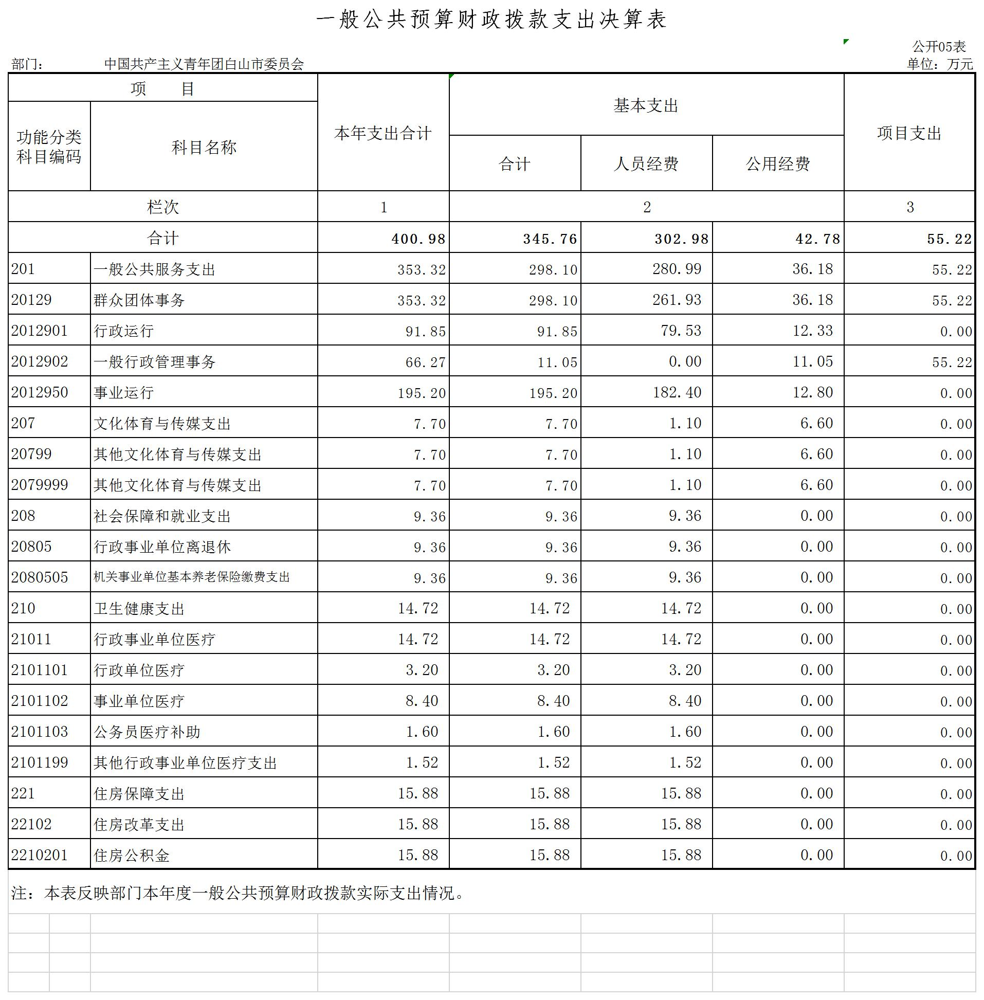 一般公共预算财政拨款支出决算表
公开05表
部门： 中国共产主义青年团白山市委员会 单位：万元
项 目 本年支出合计 基本支出 项目支出
功能分类科目编码 科目名称 合计 人员经费 公用经费
栏次 1 2 3
合计 400.98 345.76 302.98 42.78 55.22
201 一般公共服务支出 353.32 298.10 280.99 36.18 55.22
20129 群众团体事务 353.32 298.10 261.93 36.18 55.22
2012901 行政运行 91.85 91.85 79.53 12.33 0.00
2012902 一般行政管理事务 66.27 11.05 0.00 11.05 55.22
2012950 事业运行 195.20 195.20 182.40 12.80 0.00
207 文化体育与传媒支出 7.70 7.70 1.10 6.60 0.00
20799 其他文化体育与传媒支出 7.70 7.70 1.10 6.60 0.00
2079999 其他文化体育与传媒支出 7.70 7.70 1.10 6.60 0.00
208 社会保障和就业支出 9.36 9.36 9.36 0.00 0.00
20805 行政事业单位离退休 9.36 9.36 9.36 0.00 0.00
2080505 机关事业单位基本养老保险缴费支出 9.36 9.36 9.36 0.00 0.00
210 卫生健康支出 14.72 14.72 14.72 0.00 0.00
21011 行政事业单位医疗 14.72 14.72 14.72 0.00 0.00
2101101 行政单位医疗 3.20 3.20 3.20 0.00 0.00
2101102 事业单位医疗 8.40 8.40 8.40 0.00 0.00
2101103 公务员医疗补助 1.60 1.60 1.60 0.00 0.00
2101199 其他行政事业单位医疗支出 1.52 1.52 1.52 0.00 0.00
221 住房保障支出 15.88 15.88 15.88 0.00 0.00
22102 住房改革支出 15.88 15.88 15.88 0.00 0.00
2210201 住房公积金 15.88 15.88 15.88 0.00 0.00
注：本表反映部门本年度一般公共预算财政拨款实际支出情况。